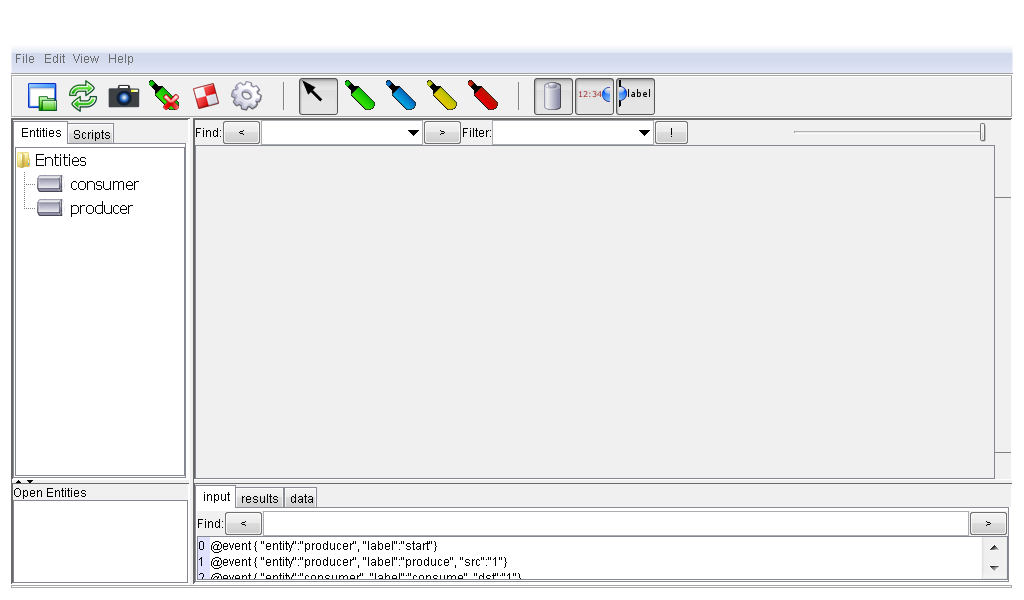 File Edit View Help
12:34 label
Entities Scripts
Find: < > Filter: !
Entities
consumer
producer
Open Entities
input results data
Find: < >
0 @event { "entity":"producer", "label":"start"}
1 @event { "entity":"producer", "label":"produce", "src":"1"}
2 @event { "entity":"consumer", "label":"consume", "dst":"1"}